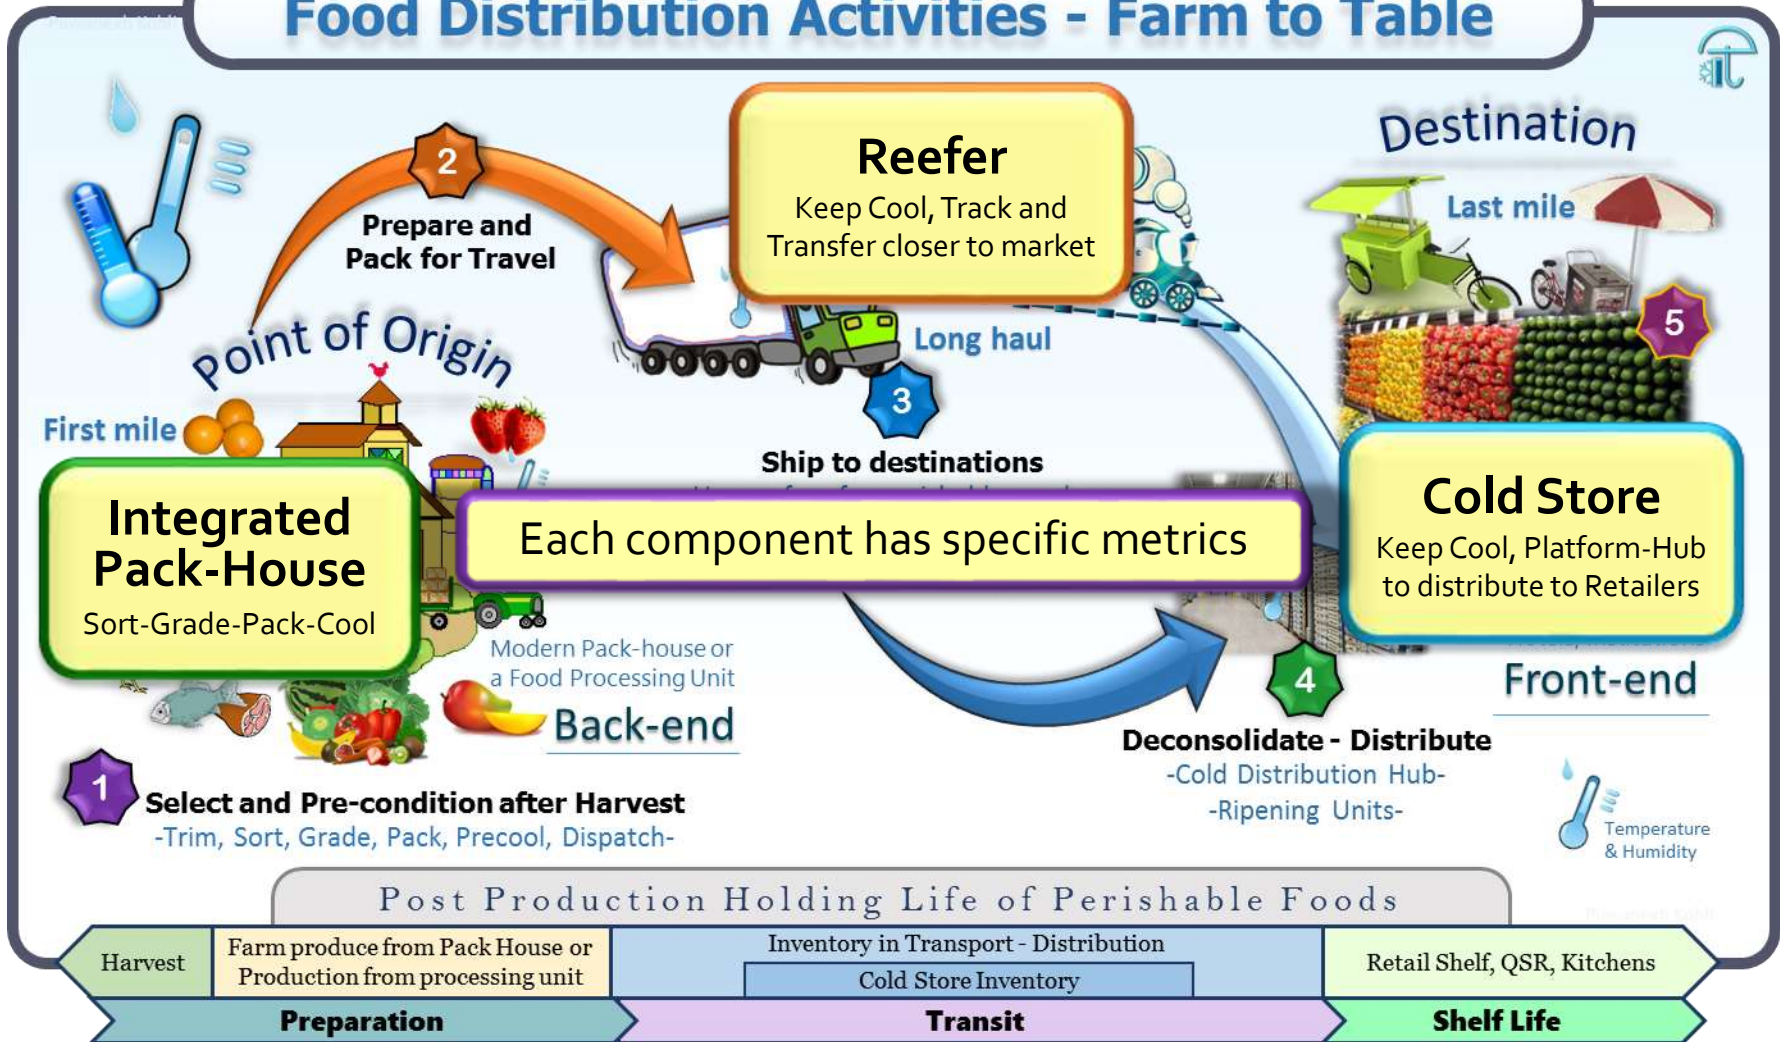 Food Distribution Activities - Farm to Table
Destination
Last mile
5
2
Prepare and
Pack for Travel
Reefer
Keep Cool, Track and
Transfer closer to market
Long haul
3
Ship to destinations
Point of Origin
First mile
Integrated
Pack-House
Sort-Grade-Pack-Cool
Each component has specific metrics
Cold Store
Keep Cool, Platform-Hub
to distribute to Retailers
Modern Pack-house or
a Food Processing Unit
Back-end
Front-end
4
Deconsolidate - Distribute
-Cold Distribution Hub-
-Ripening Units-
1
Select and Pre-condition after Harvest
-Trim, Sort, Grade, Pack, Precool, Dispatch-
Temperature
& Humidity
Post Production Holding Life of Perishable Foods
Harvest
Farm produce from Pack House or
Production from processing unit
Inventory in Transport - Distribution
Cold Store Inventory
Retail Shelf, QSR, Kitchens
Preparation
Transit
Shelf Life